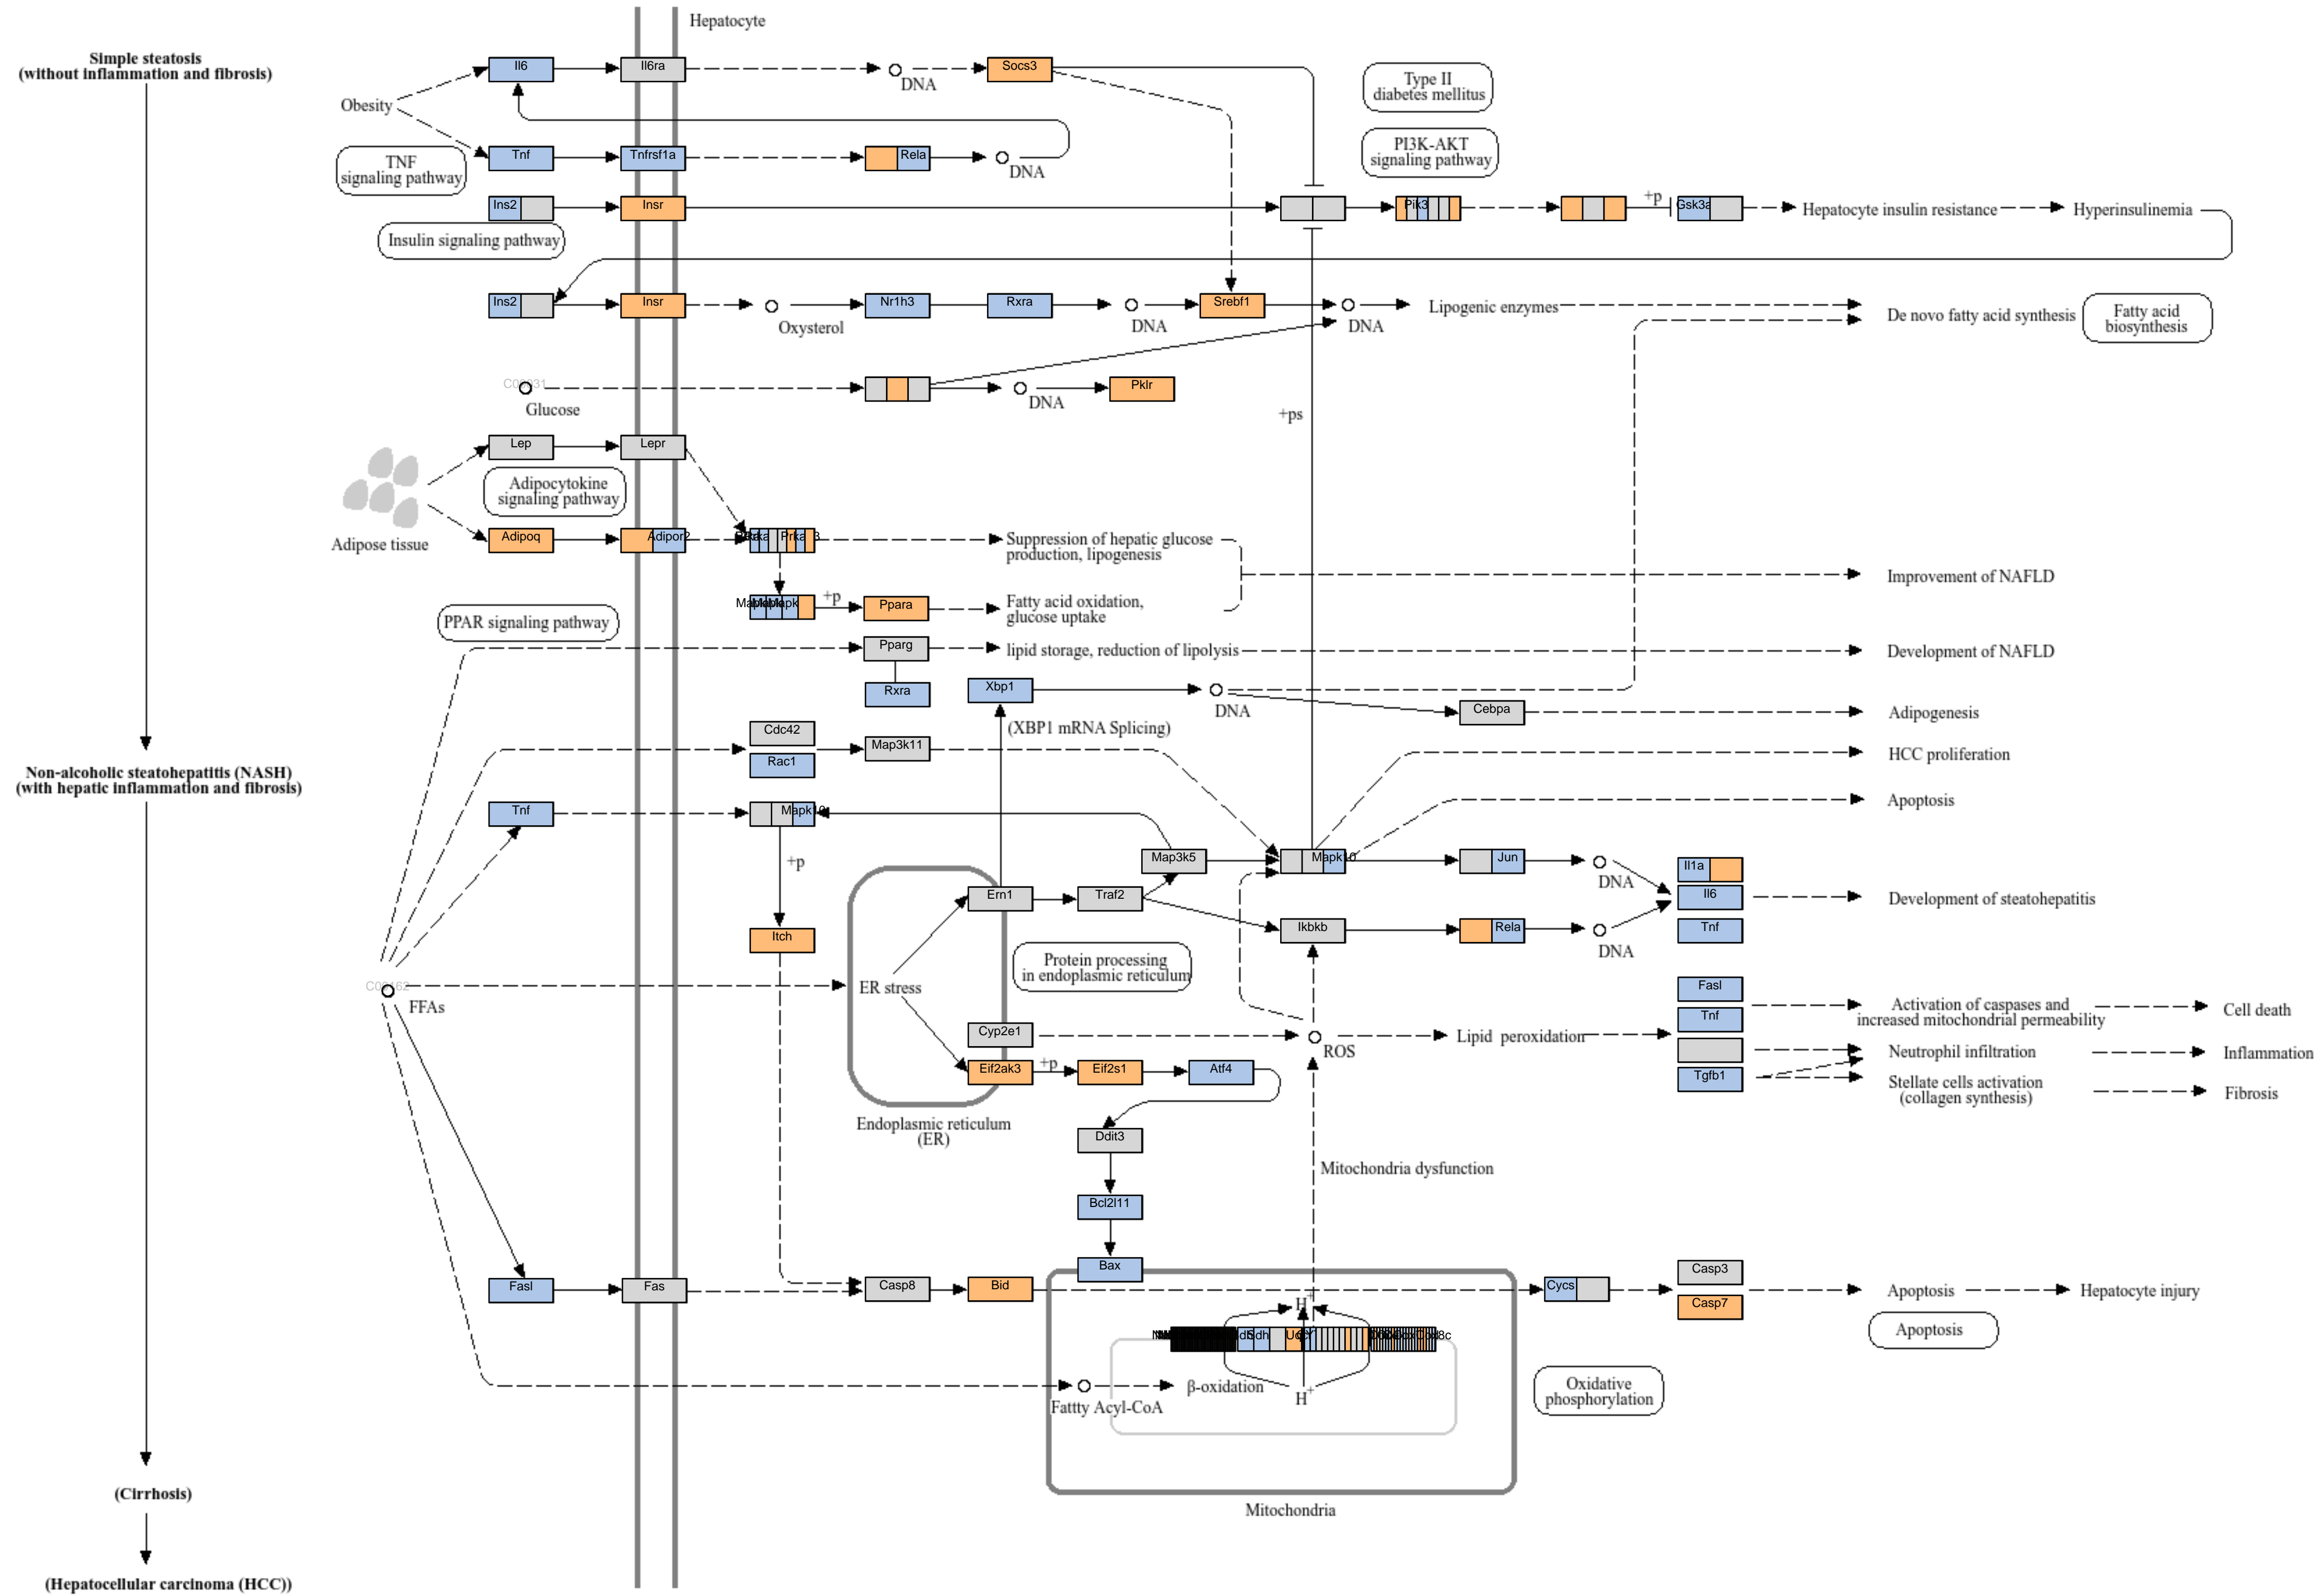 Hepatocyte
Simple steatosis
(without inflammation and fibrosis)
Il6
Il6ra
DNA
Socs3
Type II
diabetes mellitus
Obesity
PI3K-AKT
signaling pathway
TNF
signaling pathway
Tnf
Tnfrsf1a
Rela
DNA
Ins2
Insr
Pik3
+p
Gsk3a
Hepatocyte insulin resistance
Hyperinsulinemia
Insulin signaling pathway
Ins2
Insr
Oxysterol
Nr1h3
Rxra
DNA
Srebf1
DNA
Lipogenic enzymes
De novo fatty acid synthesis
Fatty acid
biosynthesis
Glucose
DNA
Pklr
+ps
Lep
Lepr
Adipocytokine
signaling pathway
Adipose tissue
Adipoq
Adipor2
Suppression of hepatic glucose
production, lipogenesis
Improvement of NAFLD
+p
Ppara
Fatty acid oxidation,
glucose uptake
PPAR signaling pathway
Pparg
lipid storage, reduction of lipolysis
Development of NAFLD
Rxra
Xbp1
DNA
(XBP1 mRNA Splicing)
Cebpa
Adipogenesis
Cdc42
Rac1
Map3k11
HCC proliferation
Non-alcoholic steatohepatitis (NASH)
(with hepatic inflammation and fibrosis)
Tnf
Apoptosis
+p
Map3k5
Mapk10
Jun
DNA
Il1a
Il6
Tnf
Development of steatohepatitis
Ern1
Traf2
Ikbkb
Rela
DNA
Itch
Protein processing
in endoplasmic reticulum
FFAs
ER stress
Fasl
Tnf
Activation of caspases and
increased mitochondrial permeability
Cell death
Cyp2e1
ROS
Lipid peroxidation
Neutrophil infiltration
Inflammation
Eif2ak3
+p
Eif2s1
Atf4
Tgfb1
Stellate cells activation
(collagen synthesis)
Fibrosis
Endoplasmic reticulum
(ER)
Ddit3
Mitochondria dysfunction
Bcl2l11
Bax
Fasl
Fas
Casp8
Bid
Cycs
Casp3
Casp7
Apoptosis
Hepatocyte injury
Apoptosis
H+
β-oxidation
H+
Fattty Acyl-CoA
Oxidative
phosphorylation
(Cirrhosis)
Mitochondria
(Hepatocellular carcinoma (HCC))